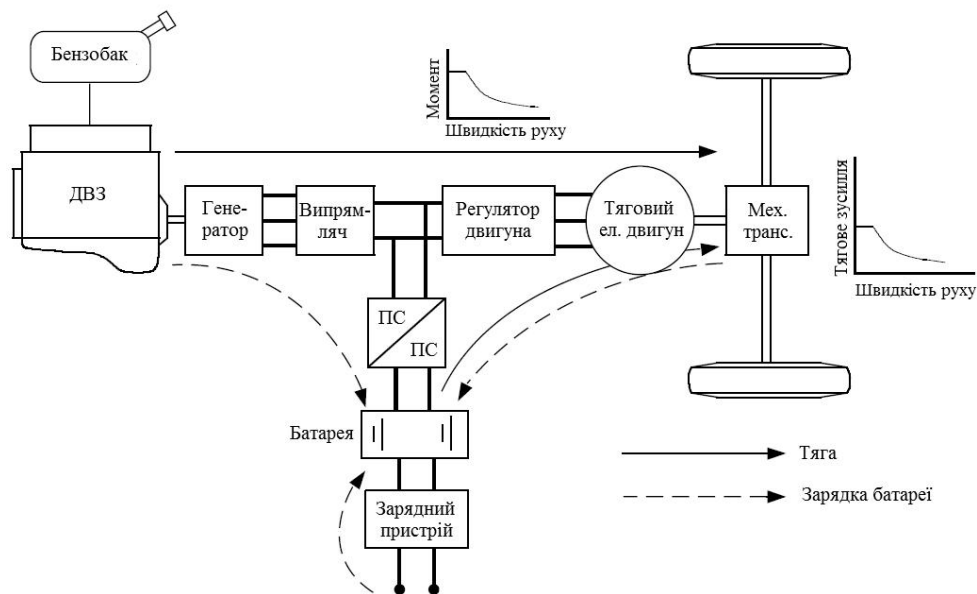 Бензобак
Момент
Швидкість руху
ДВЗ
Гене-
ратор
Випрям-
ляч
Регулятор
двигуна
Тяговий
ел. двигун
Мех.
транс.
Тягове зусилля
Швидкість руху
ПС
ПС
Батарея
Тяга
Зарядка батареї
Зарядний
пристрій